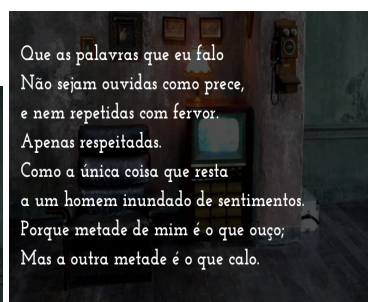 Que as palavras que eu falo
Não sejam ouvidas como prece,
e nem repetidas com fervor.
Apenas respeitadas.
Como a única coisa que resta
a um homem inundado de sentimentos.
Porque metade de mim é o que ouço;
Mas a outra metade é o que calo.